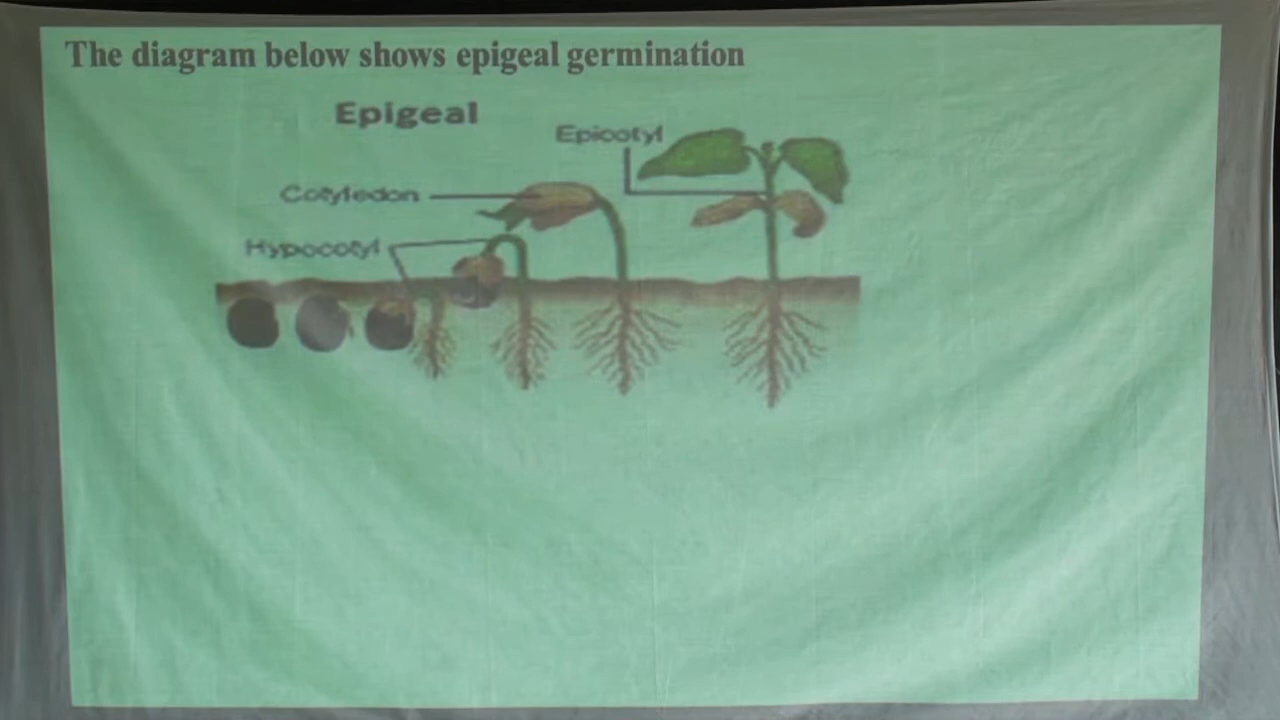 The diagram below shows epigeal germination
Epigeal
Epicotyl
Cotyledon
Hypocotyl